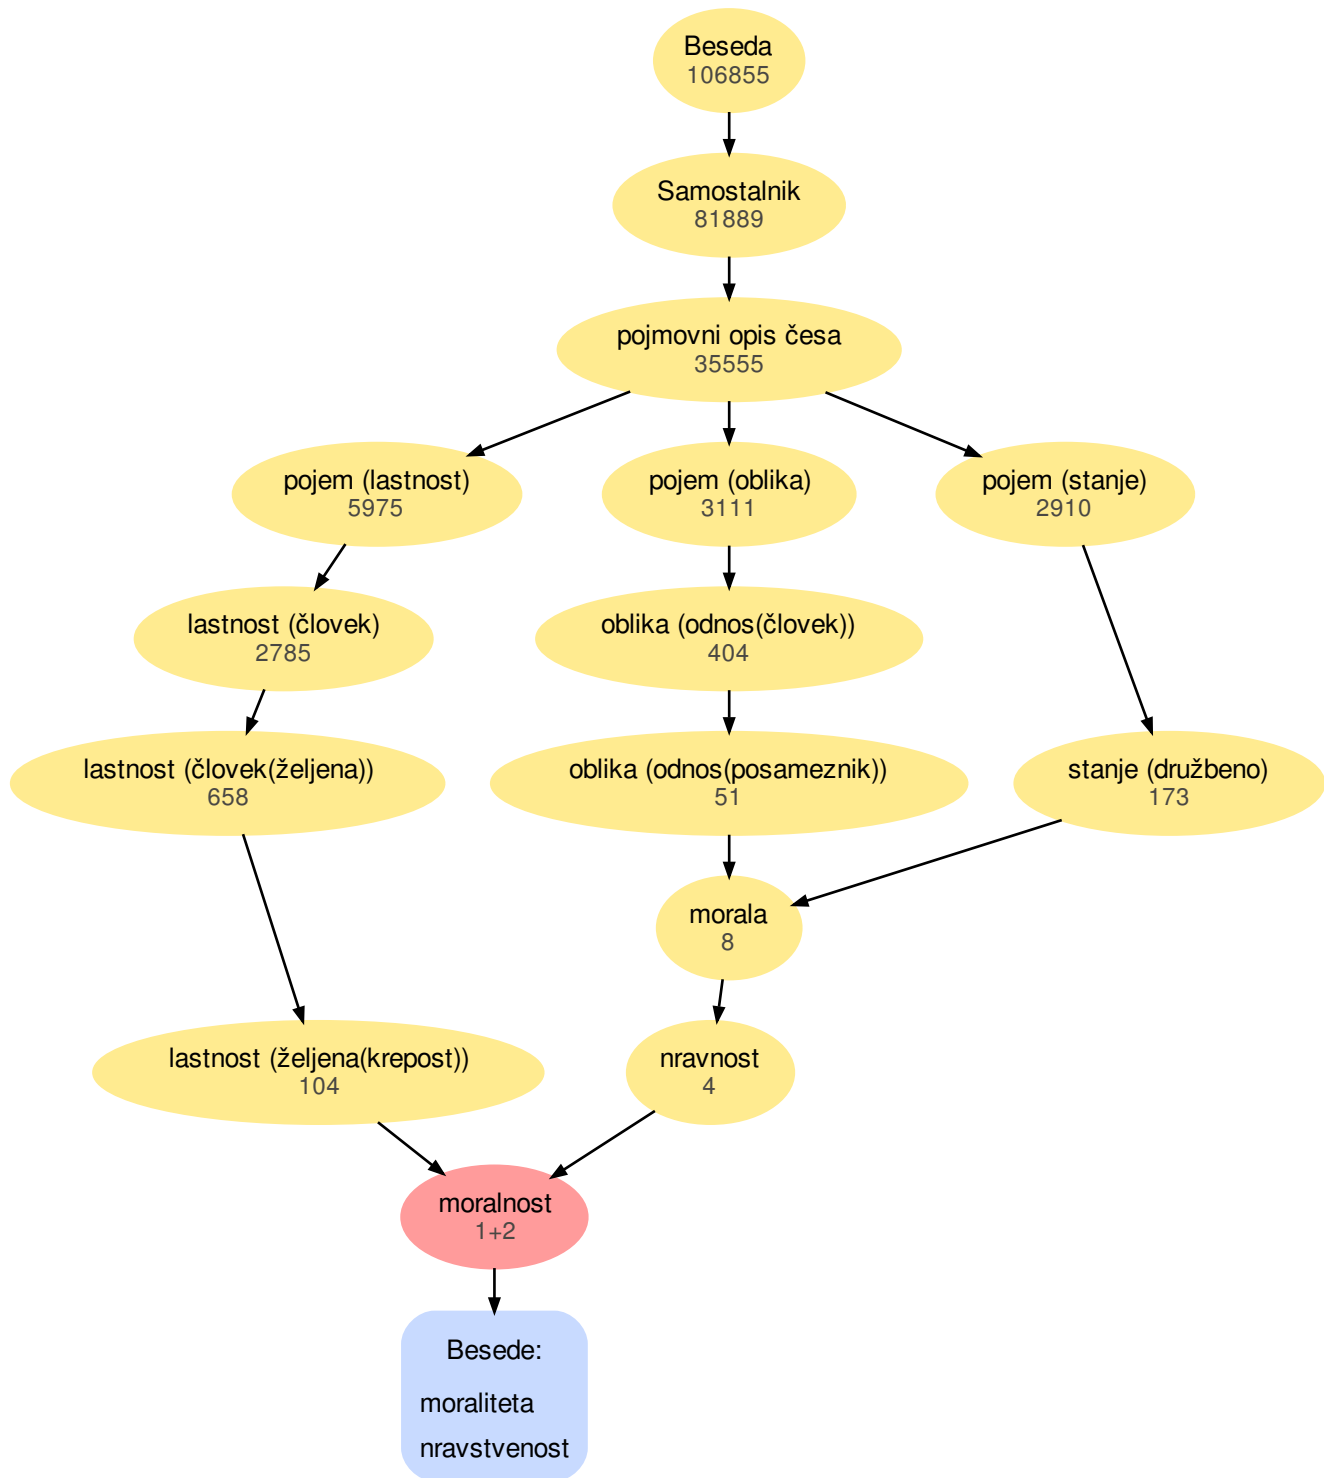 Beseda
106855
Samostalnik
81889
pojmovni opis česa
35555
pojem (lastnost)
5975
pojem (oblika)
3111
pojem (stanje)
2910
lastnost (človek)
2785
oblika (odnos(človek))
404
lastnost (človek(željena))
658
oblika (odnos(posameznik))
51
stanje (družbeno)
173
morala
8
lastnost (željena(krepost))
104
nravnost
4
moralnost
1+2
Besede:
moraliteta
nravstvenost